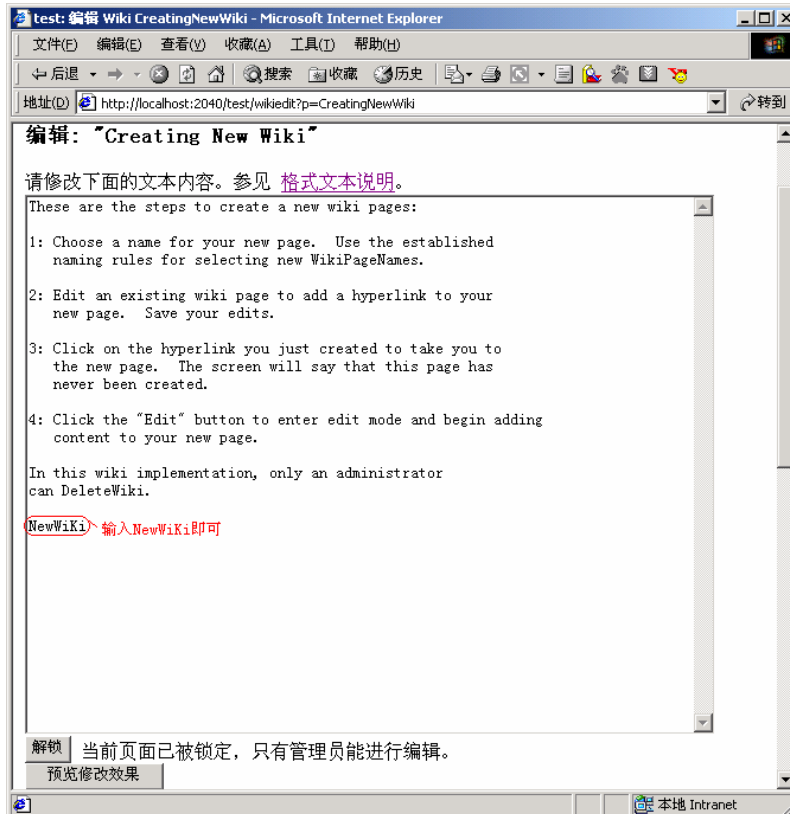 test: 编辑 Wiki CreatingNewWiki - Microsoft Internet Explorer
文件(F) 编辑(E) 查看(V) 收藏(A) 工具(T) 帮助(H)
后退 搜索 收藏 历史
地址(D) http://localhost:2040/test/wikiedit?p=CreatingNewWiki 转到
编辑: "Creating New Wiki"
请修改下面的文本内容。参见 格式文本说明。
These are the steps to create a new wiki pages:
1: Choose a name for your new page.  Use the established
naming rules for selecting new WikiPageNames.
2: Edit an existing wiki page to add a hyperlink to your
new page.  Save your edits.
3: Click on the hyperlink you just created to take you to
the new page.  The screen will say that this page has
never been created.
4: Click the "Edit" button to enter edit mode and begin adding
content to your new page.
In this wiki implementation, only an administrator
can DeleteWiki.
NewWiKi 输入NewWiKi即可
解锁 当前页面已被锁定，只有管理员能进行编辑。
预览修改效果
本地 Intranet